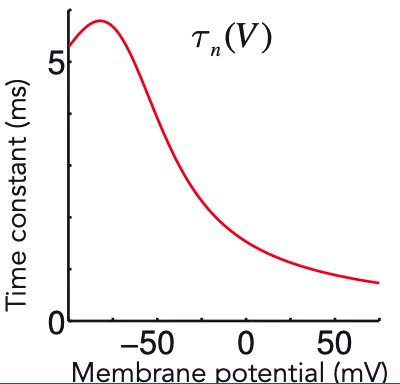 τn(V)
5
0
Time constant (ms)
−50 0 50
Membrane potential (mV)